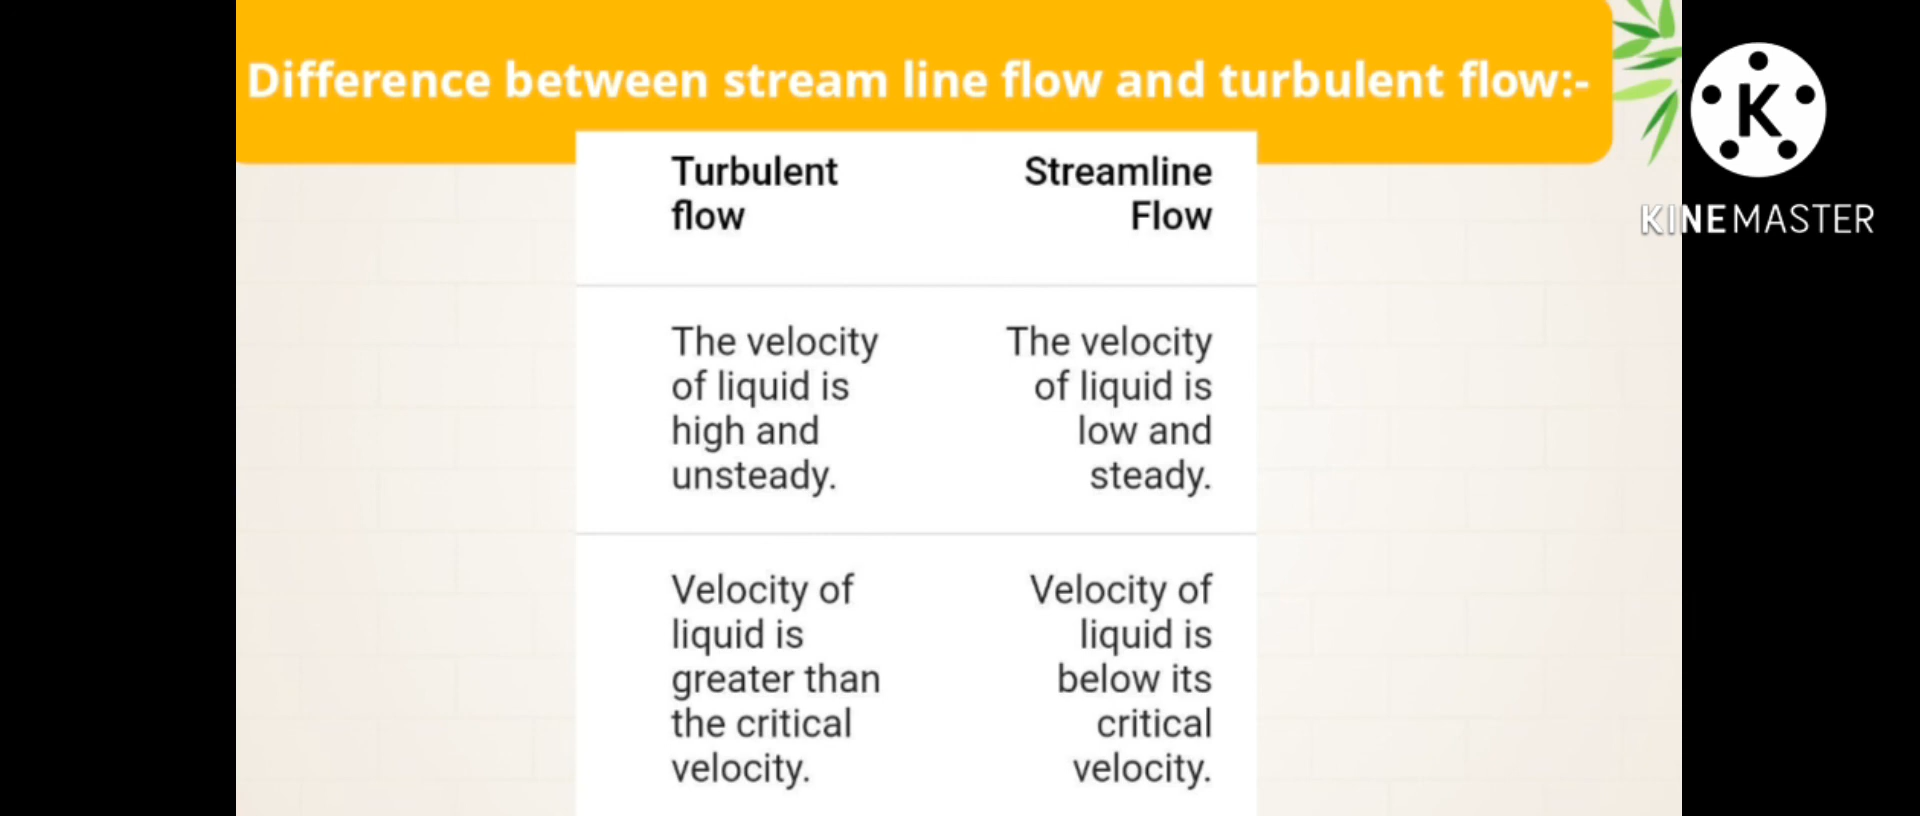 Difference between stream line flow and turbulent flow:-
K
KINEMASTER
Turbulent
flow
Streamline
Flow
The velocity
of liquid is
high and
unsteady.
The velocity
of liquid is
low and
steady.
Velocity of
liquid is
greater than
the critical
velocity.
Velocity of
liquid is
below its
critical
velocity.